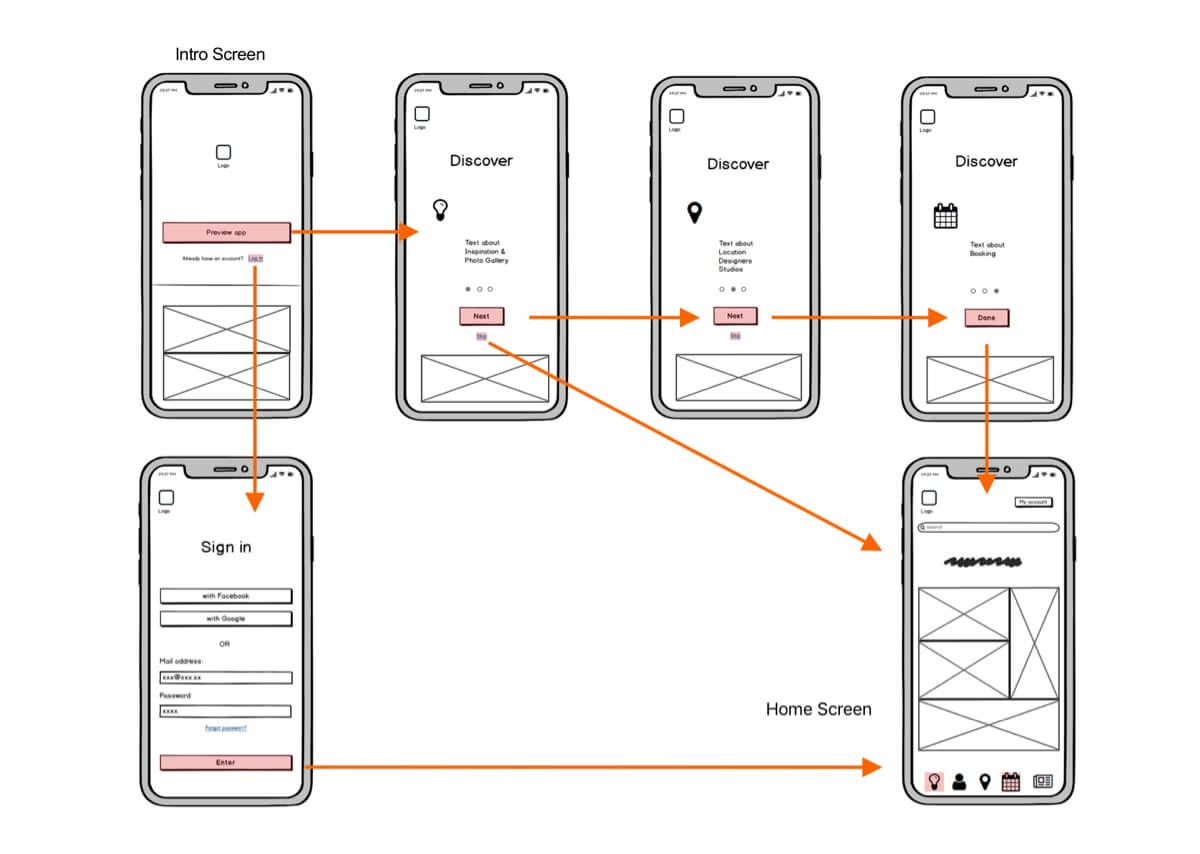 Intro Screen
Logo
Preview app
Already have an account? Log in
Logo
Discover
Text about
Inspiration &
Photo Gallery
Next
Skip
Logo
Discover
Text about
Location
Designers
Studios
Next
Skip
Logo
Discover
Text about
Booking
Done
Logo
Sign in
with Facebook
with Google
OR
Mail address:
xxx@xxx.xx
Password
xxxx
Forgot password?
Enter
Home Screen
Logo
My account
search